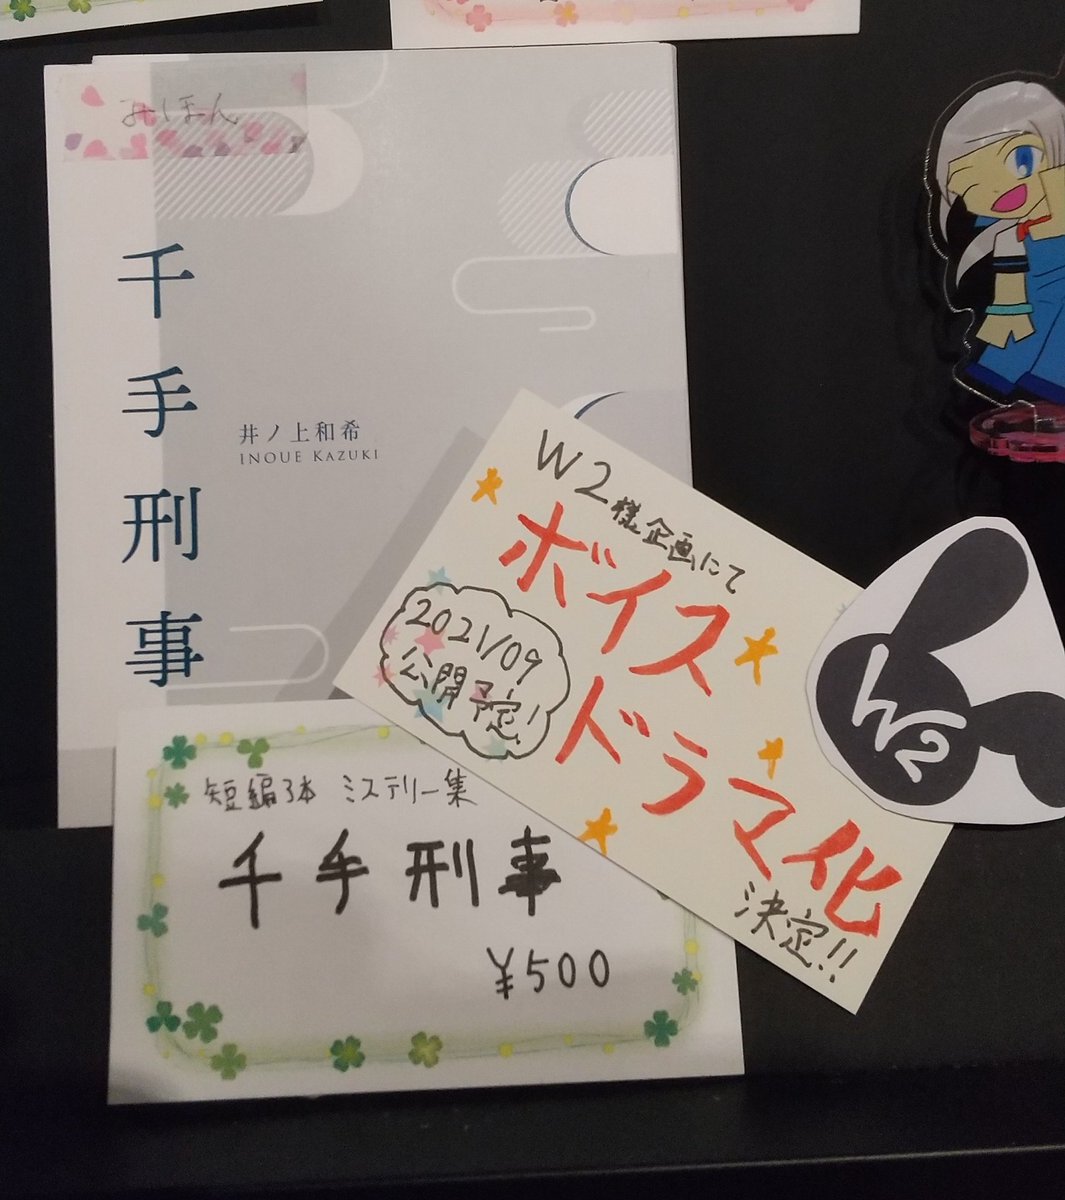 みほん
千手刑事
井ノ上和希
INOUE KAZUKI
W2様企画にて
ボイス
ドラマ化
決定!!
2021/09
公開予定!
W2
短編3本 ミステリー集
千手刑事
¥500